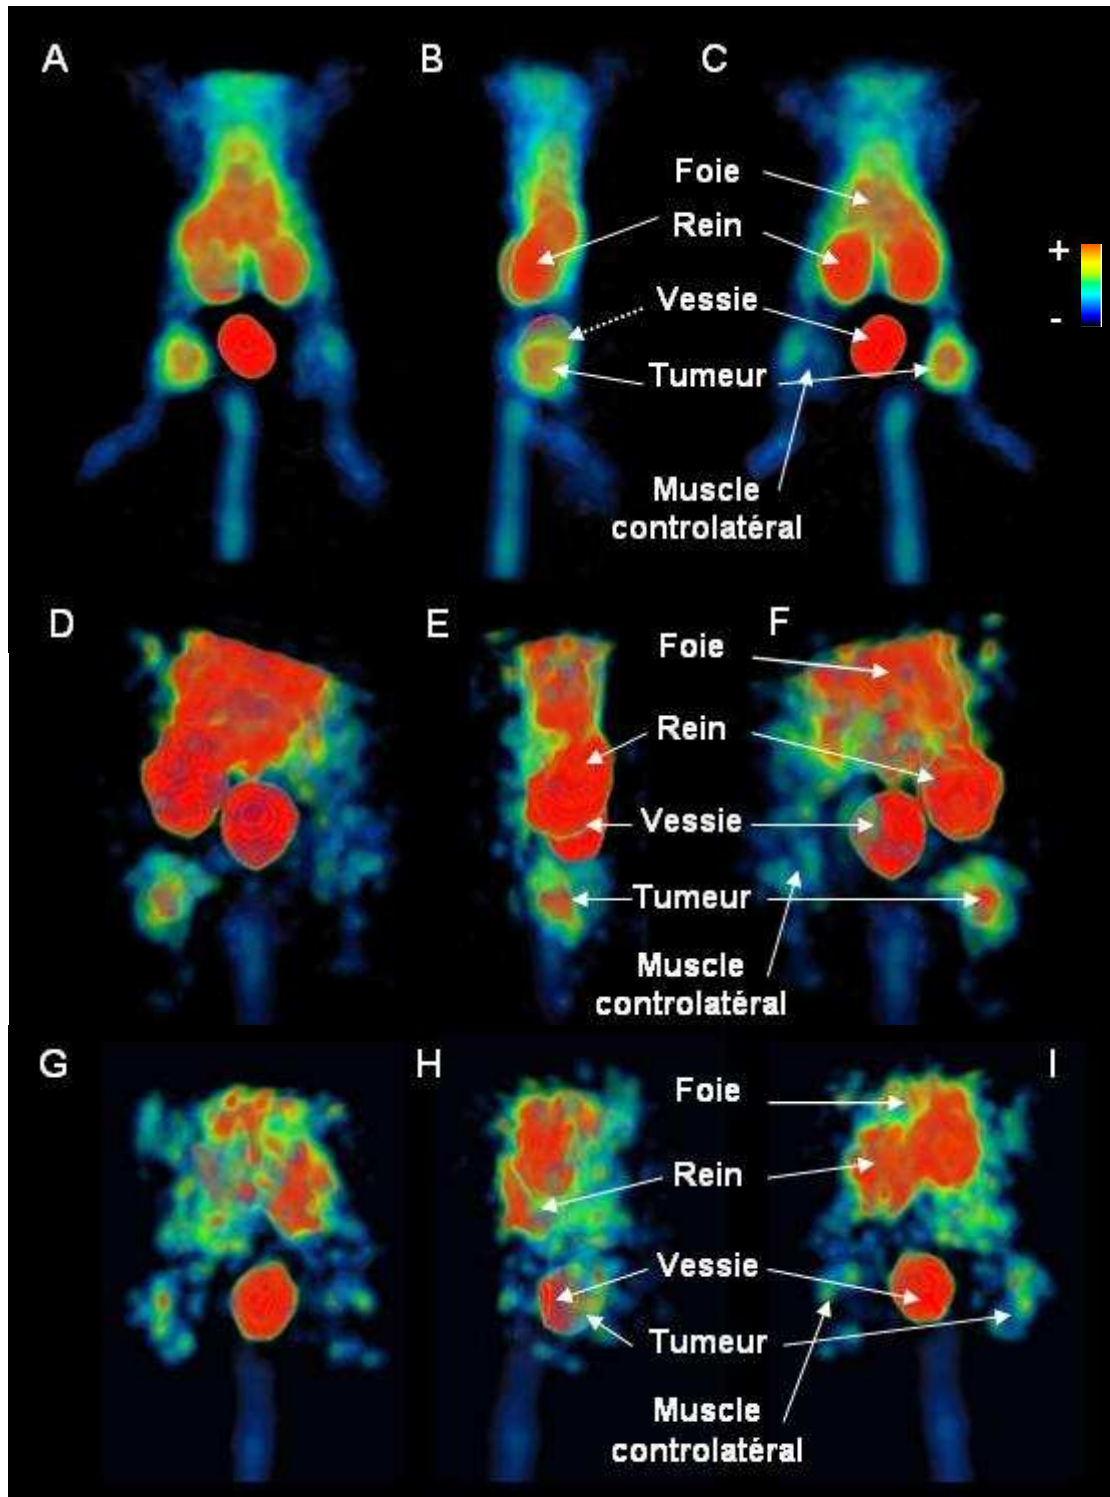 A
B
C
Foie
Rein
+
Vessie
-
Tumeur
Muscle
controlatéral
D
E
F
Foie
Rein
Vessie
Tumeur
Muscle
controlatéral
G
H
I
Foie
Rein
Vessie
Tumeur
Muscle
controlatéral